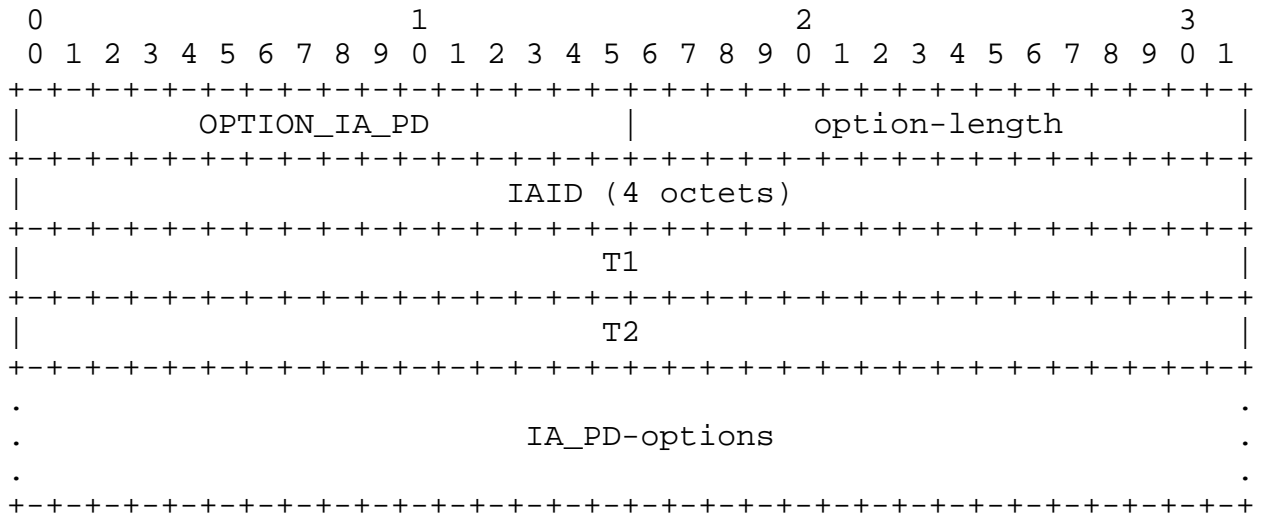 0                   1                   2                   3
 0 1 2 3 4 5 6 7 8 9 0 1 2 3 4 5 6 7 8 9 0 1 2 3 4 5 6 7 8 9 0 1
+-+-+-+-+-+-+-+-+-+-+-+-+-+-+-+-+-+-+-+-+-+-+-+-+-+-+-+-+-+-+-+-+
|         OPTION_IA_PD          |         option-length         |
+-+-+-+-+-+-+-+-+-+-+-+-+-+-+-+-+-+-+-+-+-+-+-+-+-+-+-+-+-+-+-+-+
|                         IAID (4 octets)                       |
+-+-+-+-+-+-+-+-+-+-+-+-+-+-+-+-+-+-+-+-+-+-+-+-+-+-+-+-+-+-+-+-+
|                              T1                               |
+-+-+-+-+-+-+-+-+-+-+-+-+-+-+-+-+-+-+-+-+-+-+-+-+-+-+-+-+-+-+-+-+
|                              T2                               |
+-+-+-+-+-+-+-+-+-+-+-+-+-+-+-+-+-+-+-+-+-+-+-+-+-+-+-+-+-+-+-+-+
.                                                               .
.                          IA_PD-options                        .
.                                                               .
+-+-+-+-+-+-+-+-+-+-+-+-+-+-+-+-+-+-+-+-+-+-+-+-+-+-+-+-+-+-+-+-+